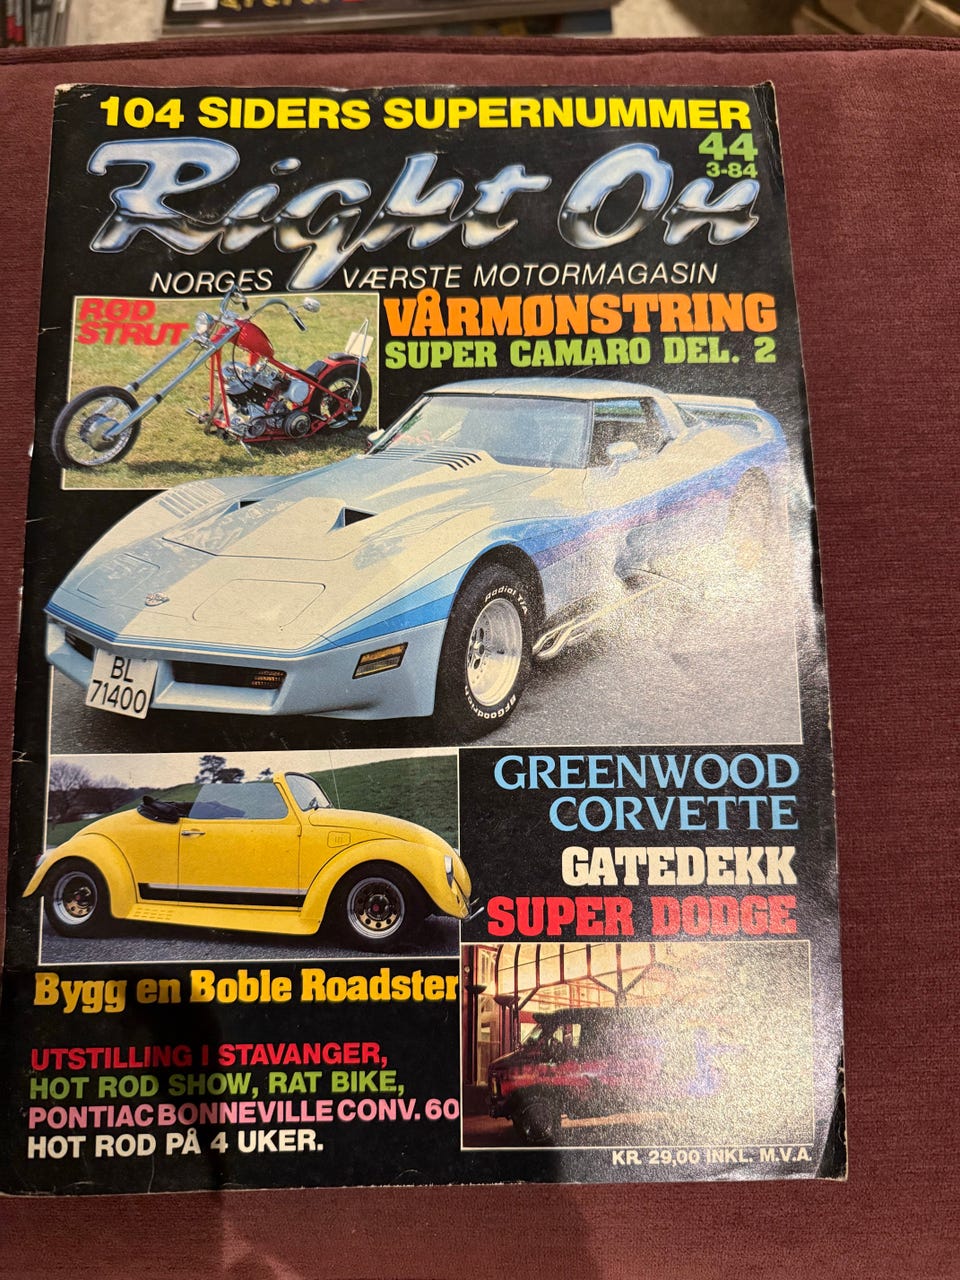 104 SIDERS SUPERNUMMER
44
3-84
Right On
NORGES VÆRSTE MOTORMAGASIN
RØD
STRUT
VÅRMØNSTRING
SUPER CAMARO DEL. 2
Radial T/A
BFGoodrich
BL
71400
GREENWOOD
CORVETTE
GATEDEKK
SUPER DODGE
Bygg en Boble Roadster
UTSTILLING I STAVANGER,
HOT ROD SHOW, RAT BIKE,
PONTIAC BONNEVILLE CONV. 60
HOT ROD PÅ 4 UKER.
KR. 29,00 INKL. M.V.A.